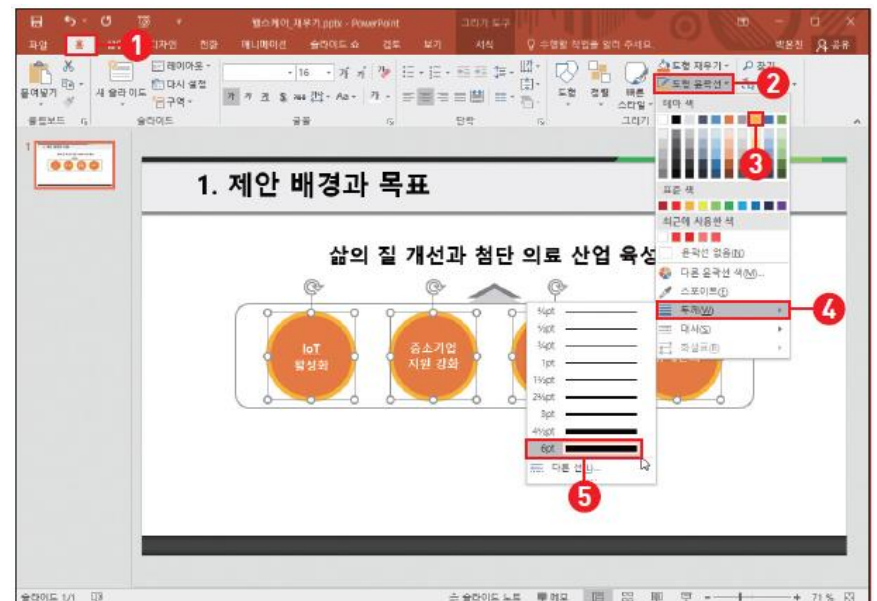 헬스케어_채우기.pptx - PowerPoint
그리기 도구
파일
홈
디자인
전환
애니메이션
슬라이드 쇼
검토
보기
서식
수행할 작업을 알려 주세요.
공유
1
붙여넣기
새 슬라이드
레이아웃
다시 설정
구역
16
가 가 가 S abc
도형
정렬
빠른 스타일
도형 채우기
도형 윤곽선
2
클립보드
슬라이드
글꼴
단락
그리기
테마 색
3
표준 색
최근에 사용한 색
윤곽선 없음(N)
다른 윤곽선 색(M)...
스포이트(E)
두께(W)
4
대시(S)
화살표(R)
1
1. 제안 배경과 목표
삶의 질 개선과 첨단 의료 산업 육성
IoT
활성화
중소기업
지원 강화
¼pt
½pt
¾pt
1pt
1½pt
2¼pt
3pt
4½pt
6pt
다른 선(L)...
5
슬라이드 1/1
슬라이드 노트
메모
71 %